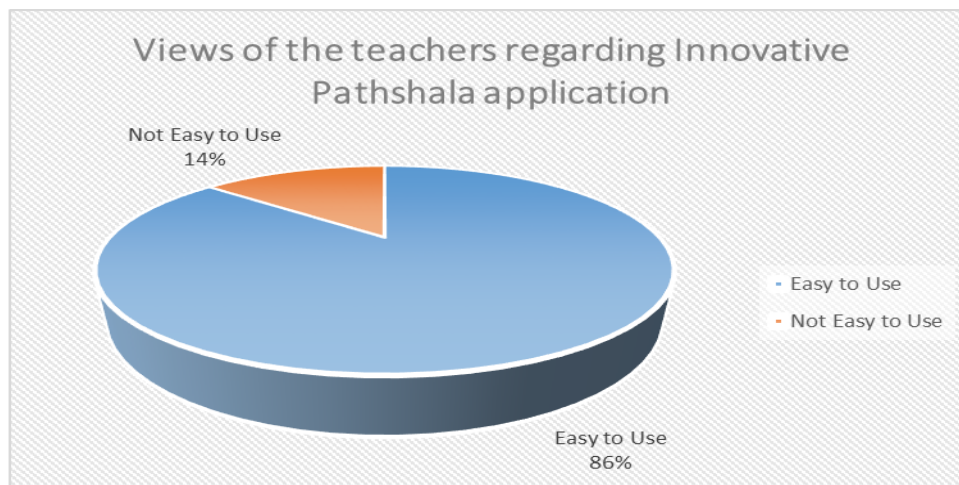 Views of the teachers regarding Innovative
Pathshala application
Not Easy to Use
14%
Easy to Use
Not Easy to Use
Easy to Use
86%